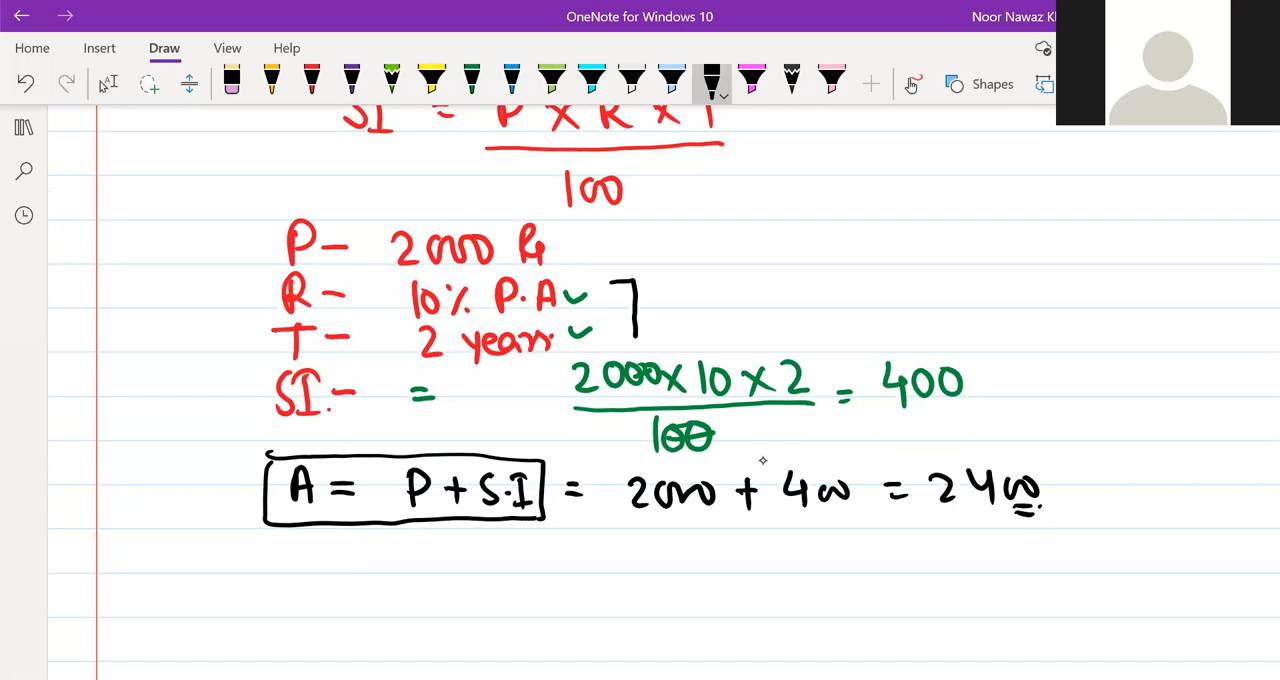 OneNote for Windows 10
Noor Nawaz
Home Insert Draw View Help
Shapes
SI = P X R X T
100
P- 2000 Rs
R- 10% P.A ✓
T- 2 years. ✓
SI.- = 2000 x 10 x 2 = 400
100
A = P + S.I = 2000 + 400 = 2400